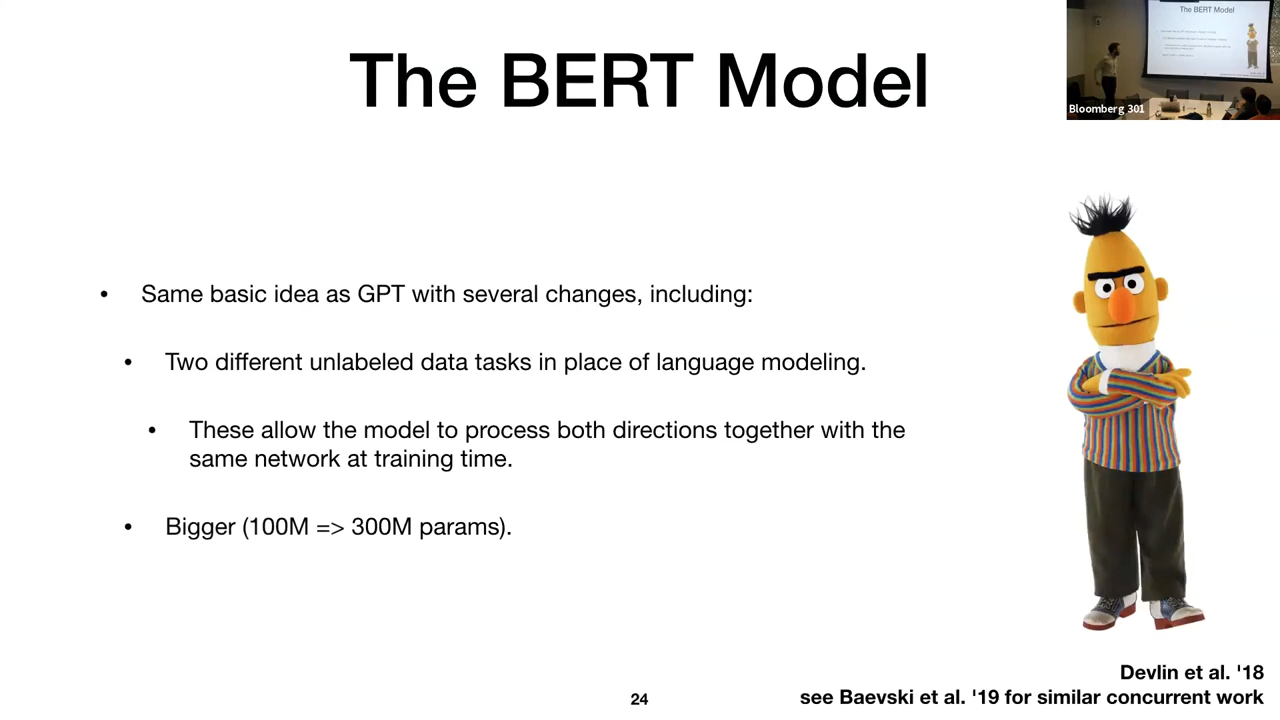 The BERT Model
The BERT Model
Bloomberg 301
• Same basic idea as GPT with several changes, including:
• Two different unlabeled data tasks in place of language modeling.
• These allow the model to process both directions together with the
same network at training time.
• Bigger (100M => 300M params).
Devlin et al. '18
see Baevski et al. '19 for similar concurrent work
24